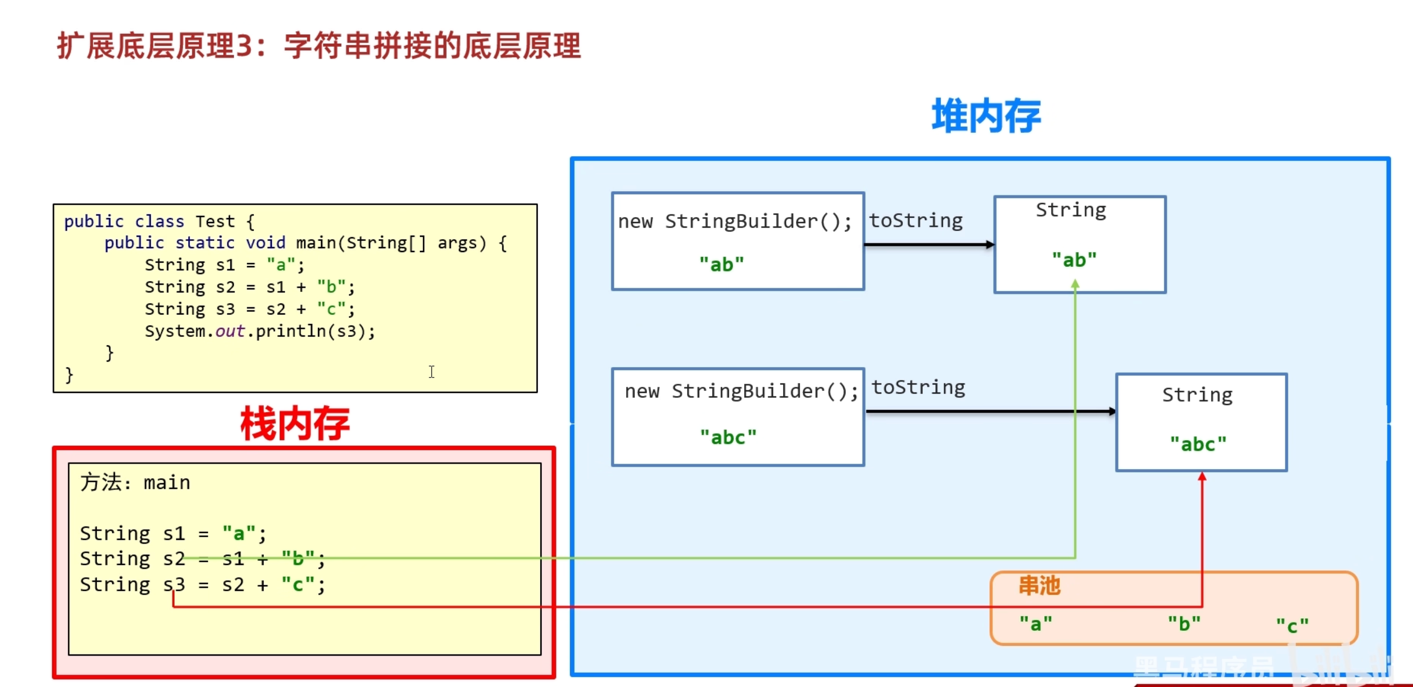 扩展底层原理3：字符串拼接的底层原理
堆内存
public class Test {
public static void main(String[] args) {
String s1 = "a";
String s2 = s1 + "b";
String s3 = s2 + "c";
System.out.println(s3);
}
}
new StringBuilder();
"ab"
toString
String
"ab"
new StringBuilder();
"abc"
toString
String
"abc"
栈内存
方法：main
String s1 = "a";
String s2 = s1 + "b";
String s3 = s2 + "c";
串池
"a" "b" "c"
黑马程序员 bilibili